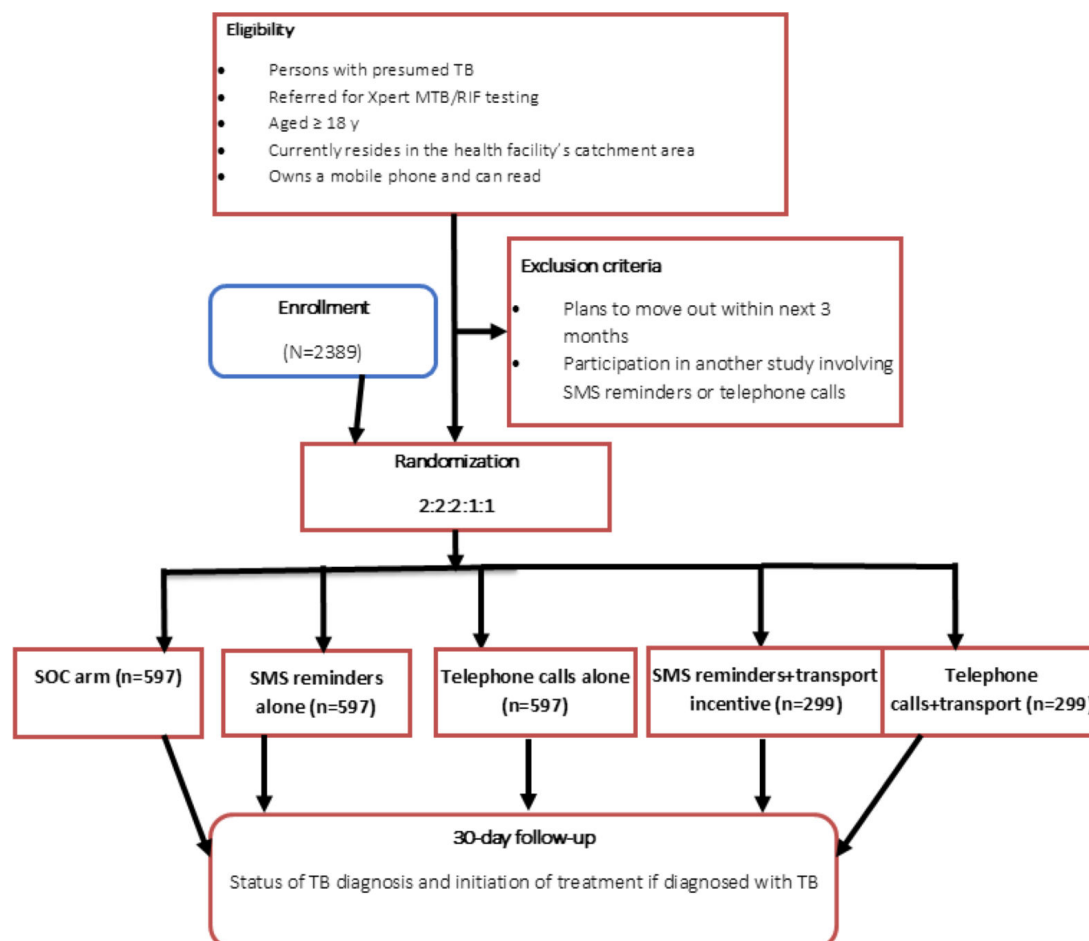 Eligibility
• Persons with presumed TB
• Referred for Xpert MTB/RIF testing
• Aged ≥ 18 y
• Currently resides in the health facility's catchment area
• Owns a mobile phone and can read
Exclusion criteria
• Plans to move out within next 3
months
• Participation in another study involving
SMS reminders or telephone calls
Enrollment
(N=2389)
Randomization
2:2:2:1:1
SOC arm (n=597)
SMS reminders
alone (n=597)
Telephone calls alone
(n=597)
SMS reminders+transport
incentive (n=299)
Telephone
calls+transport (n=299)
30-day follow-up
Status of TB diagnosis and initiation of treatment if diagnosed with TB